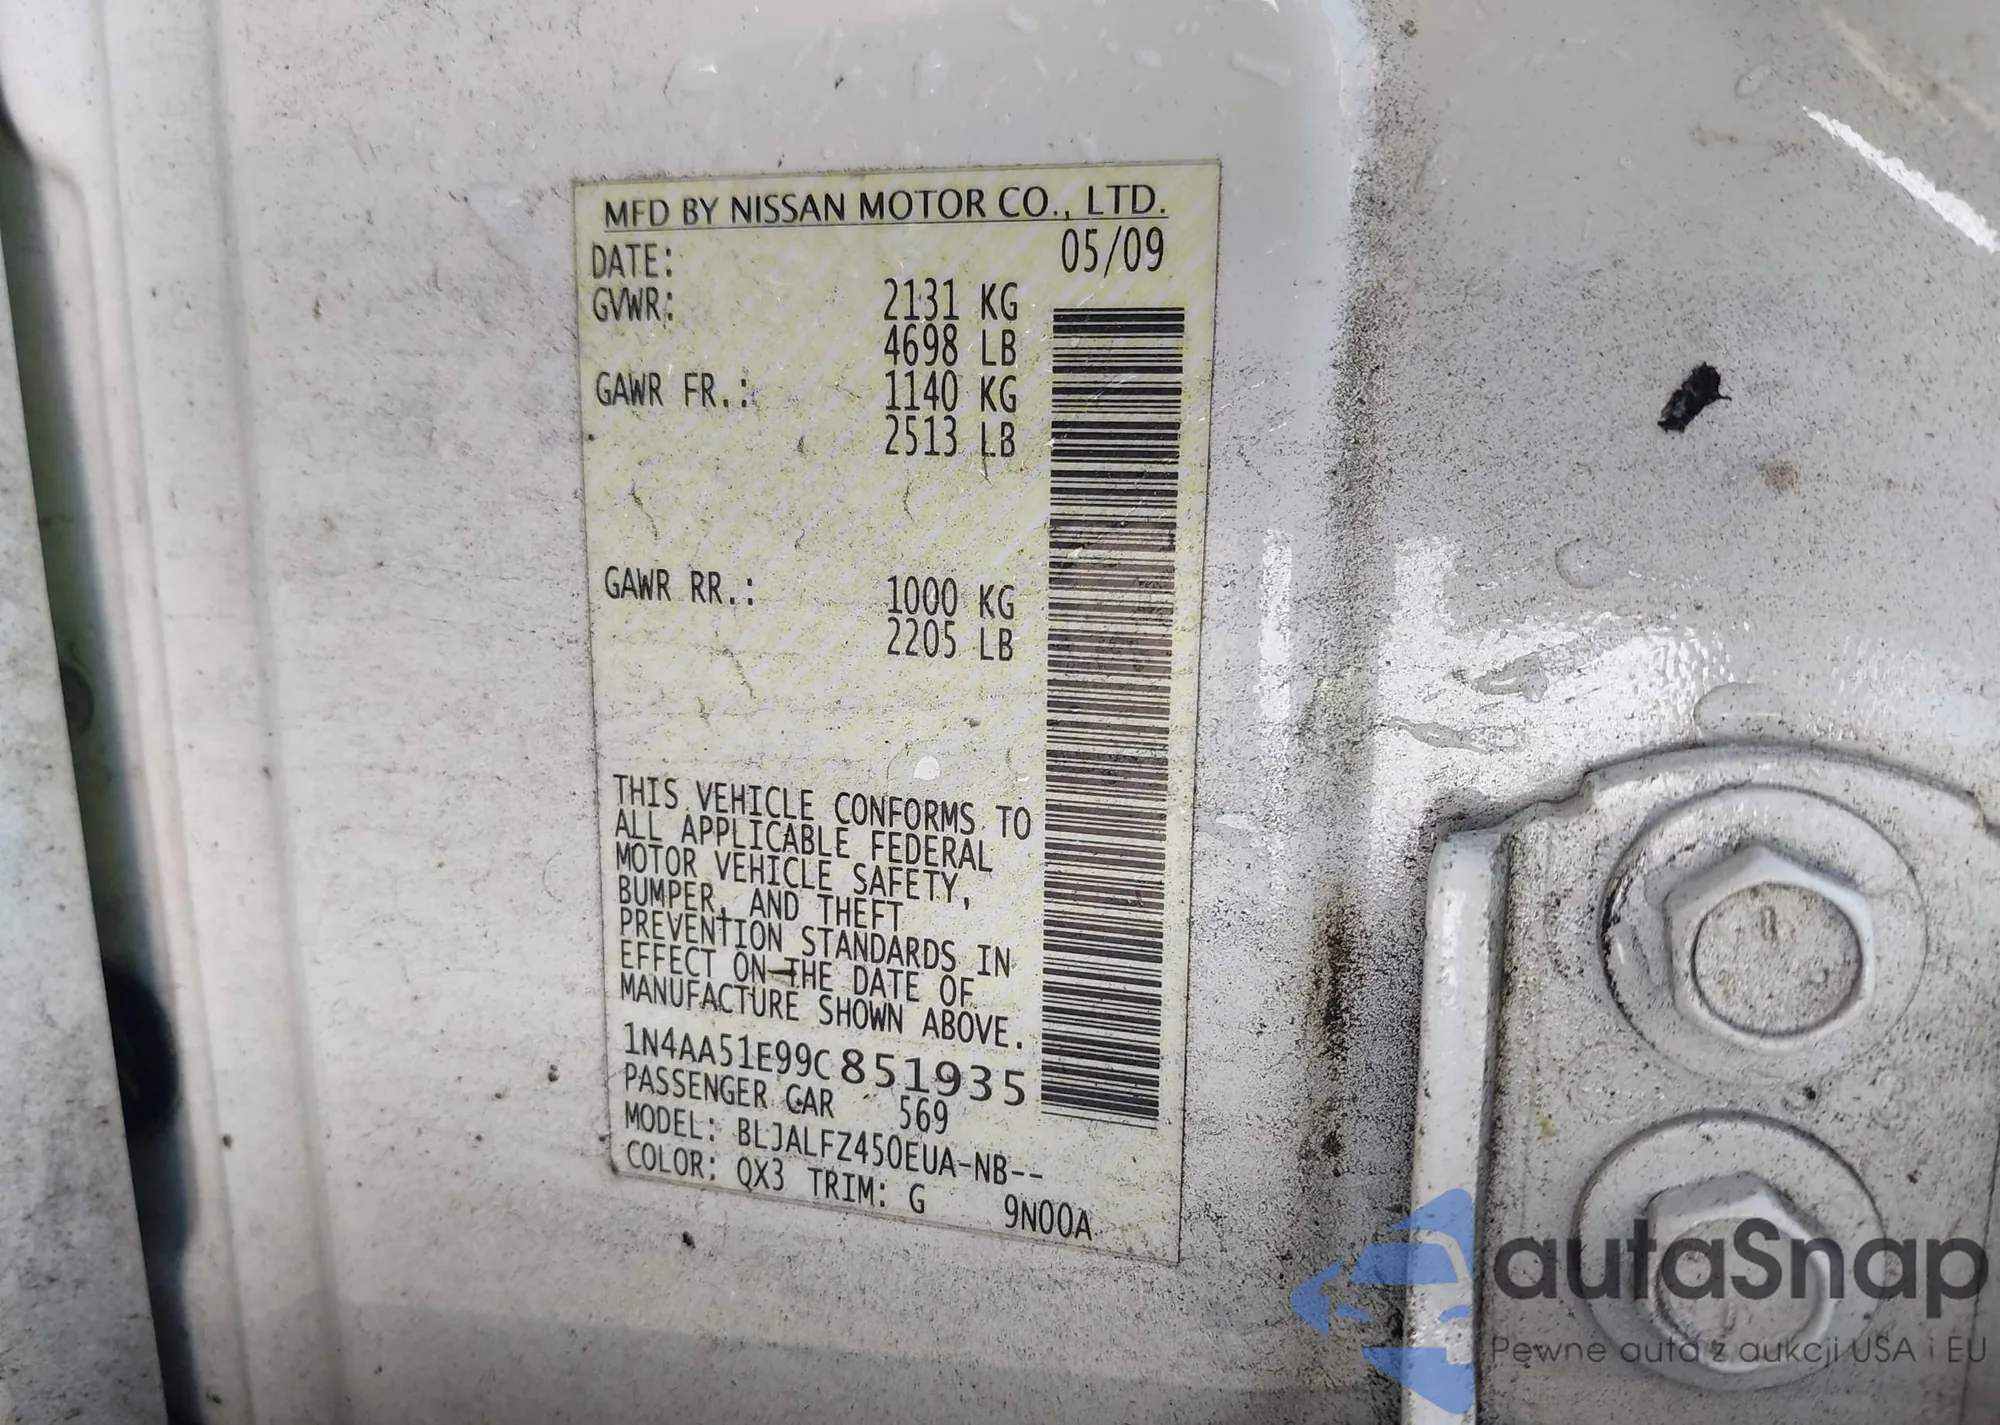 MFD BY NISSAN MOTOR CO., LTD.
DATE: 05/09
GVWR: 2131 KG
4698 LB
GAWR FR.: 1140 KG
2513 LB
GAWR RR.: 1000 KG
2205 LB
THIS VEHICLE CONFORMS TO
ALL APPLICABLE FEDERAL
MOTOR VEHICLE SAFETY,
BUMPER, AND THEFT
PREVENTION STANDARDS IN
EFFECT ON THE DATE OF
MANUFACTURE SHOWN ABOVE.
1N4AA51E99C851935
PASSENGER CAR 569
MODEL: BLJALFZ450EUA-NB--
COLOR: QX3 TRIM: G 9N00A
autaSnap
Pewne auta z aukcji USA i EU